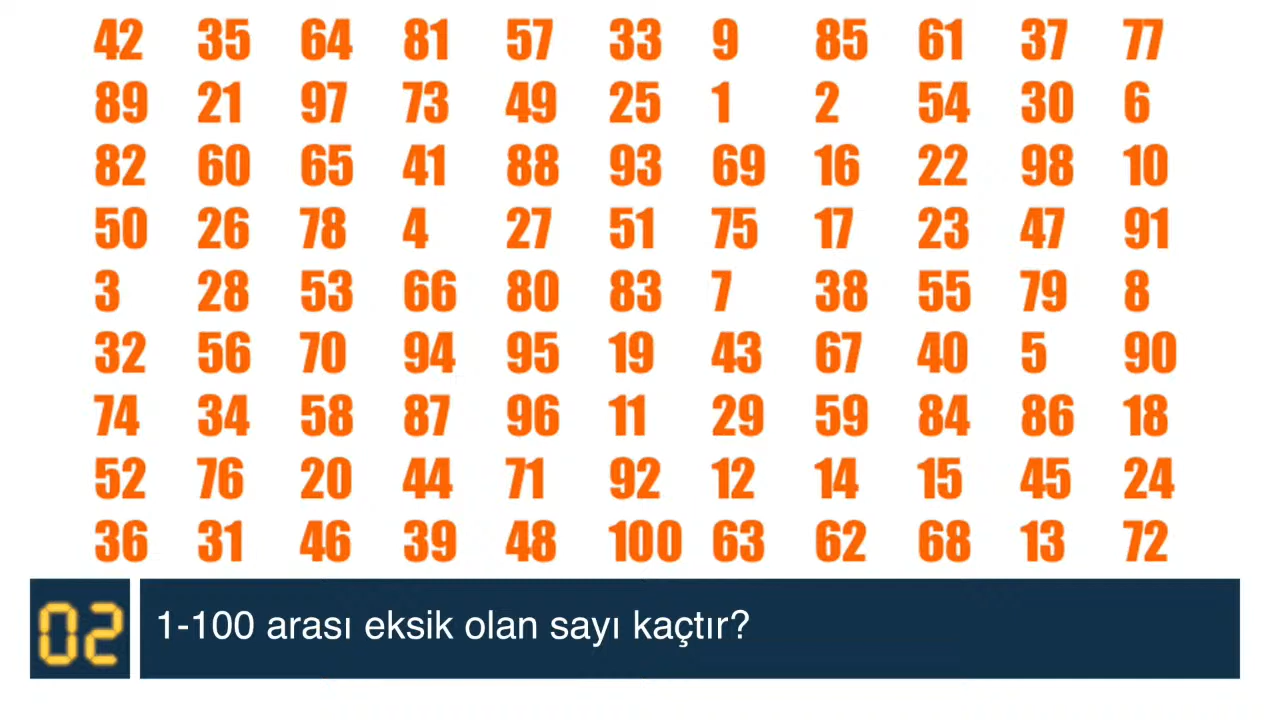 42 35 64 81 57 33 9 85 61 37 77
89 21 97 73 49 25 1 2 54 30 6
82 60 65 41 88 93 69 16 22 98 10
50 26 78 4 27 51 75 17 23 47 91
3 28 53 66 80 83 7 38 55 79 8
32 56 70 94 95 19 43 67 40 5 90
74 34 58 87 96 11 29 59 84 86 18
52 76 20 44 71 92 12 14 15 45 24
36 31 46 39 48 100 63 62 68 13 72
02 1-100 arası eksik olan sayı kaçtır?